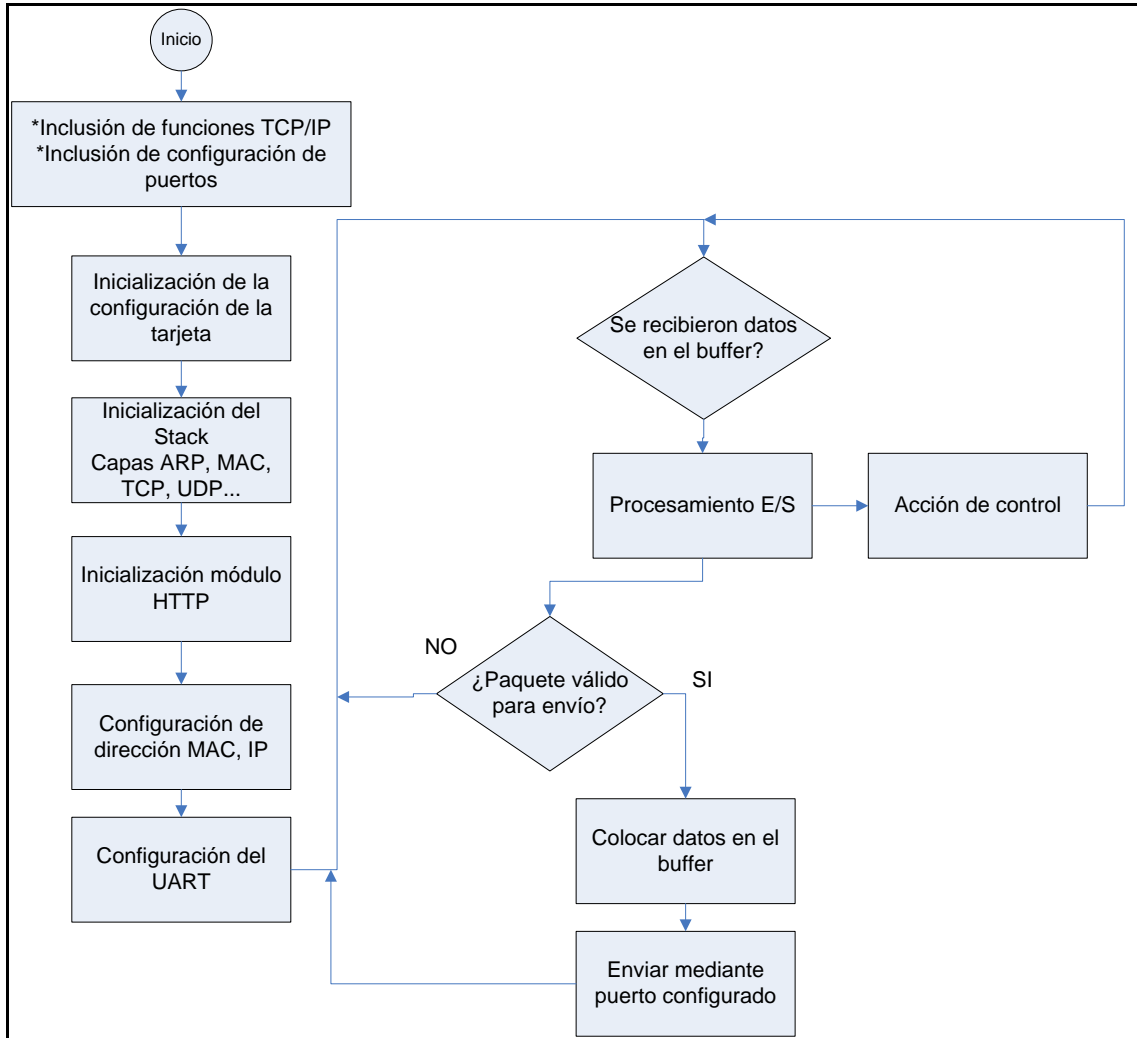 Inicio
*Inclusión de funciones TCP/IP
*Inclusión de configuración de
puertos
Inicialización de la
configuración de la
tarjeta
Inicialización del
Stack
Capas ARP, MAC,
TCP, UDP...
Inicialización módulo
HTTP
Configuración de
dirección MAC, IP
Configuración del
UART
Se recibieron datos
en el buffer?
Procesamiento E/S
Acción de control
NO
¿Paquete válido
para envío?
SI
Colocar datos en el
buffer
Enviar mediante
puerto configurado